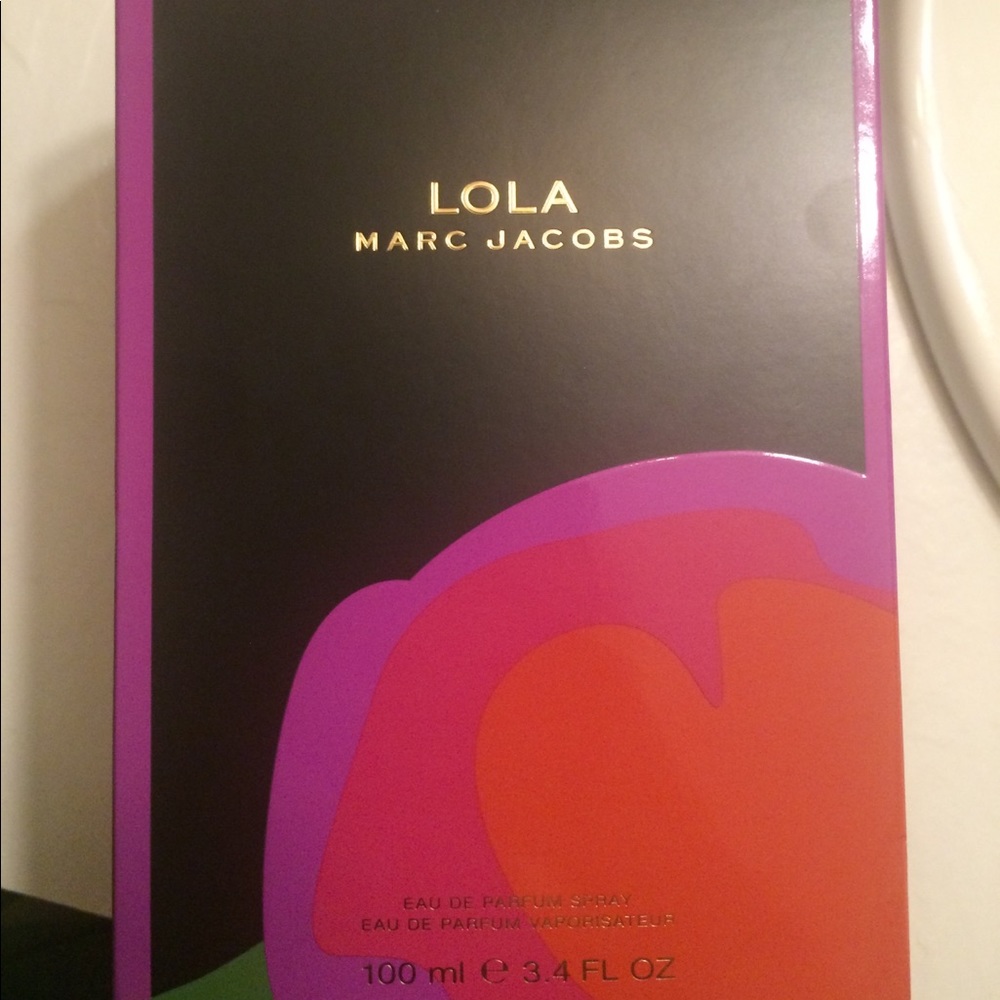 LOLA
MARC JACOBS
EAU DE PARFUM SPRAY
EAU DE PARFUM VAPORISATEUR
100 ml ℮ 3.4 FL OZ